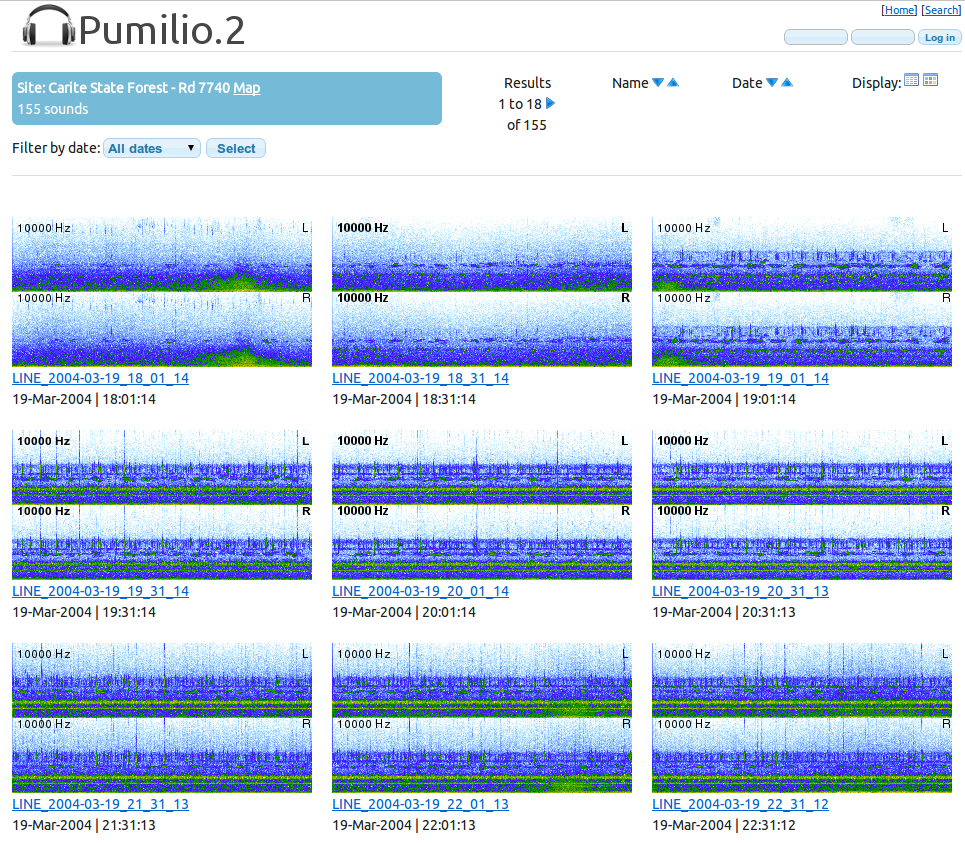 [Home] [Search]
Pumilio.2
Log in
Site: Carite State Forest - Rd 7740 Map
155 sounds
Results
1 to 18
of 155
Name
Date
Display:
Filter by date: All dates Select
10000 Hz L 10000 Hz L 10000 Hz L
10000 Hz R 10000 Hz R 10000 Hz R
LINE_2004-03-19_18_01_14 LINE_2004-03-19_18_31_14 LINE_2004-03-19_19_01_14
19-Mar-2004 | 18:01:14 19-Mar-2004 | 18:31:14 19-Mar-2004 | 19:01:14
10000 Hz L 10000 Hz L 10000 Hz L
10000 Hz R 10000 Hz R 10000 Hz R
LINE_2004-03-19_19_31_14 LINE_2004-03-19_20_01_14 LINE_2004-03-19_20_31_13
19-Mar-2004 | 19:31:14 19-Mar-2004 | 20:01:14 19-Mar-2004 | 20:31:13
10000 Hz L 10000 Hz L 10000 Hz L
10000 Hz R 10000 Hz R 10000 Hz R
LINE_2004-03-19_21_31_13 LINE_2004-03-19_22_01_13 LINE_2004-03-19_22_31_12
19-Mar-2004 | 21:31:13 19-Mar-2004 | 22:01:13 19-Mar-2004 | 22:31:12